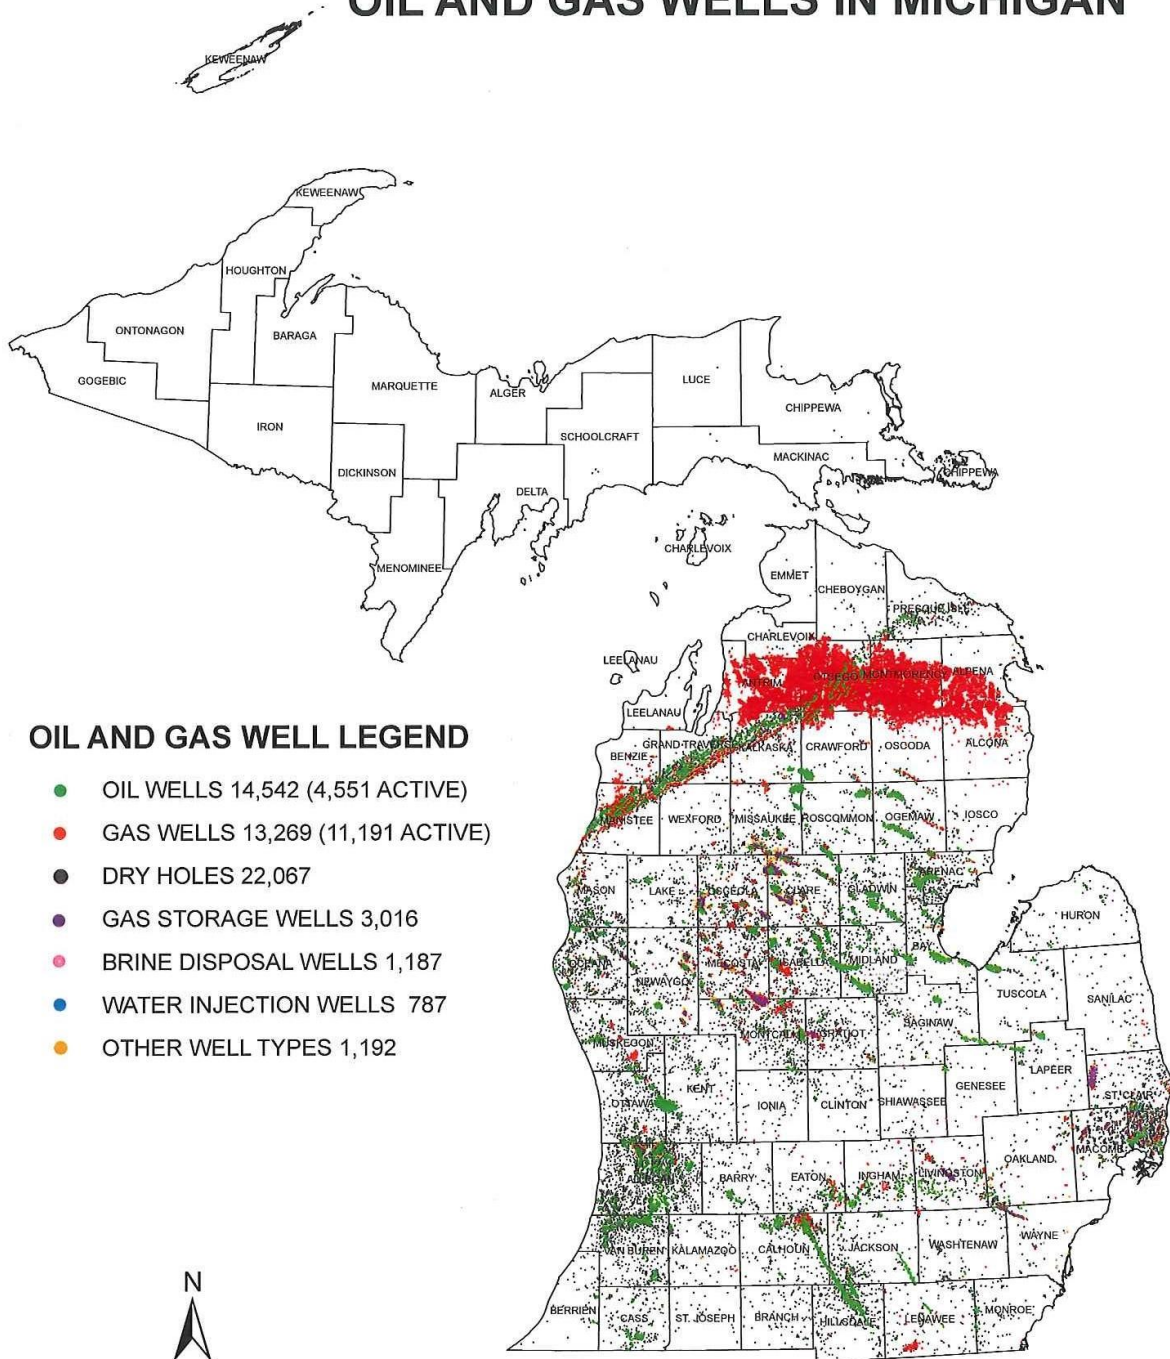 OIL AND GAS WELLS IN MICHIGAN
KEWEENAW
KEWEENAW
HOUGHTON
ONTONAGON
BARAGA
GOGEBIC
MARQUETTE
ALGER
LUCE
CHIPPEWA
IRON
SCHOOLCRAFT
MACKINAC
DICKINSON
CHIPPEWA
DELTA
CHARLEVOIX
MENOMINEE
EMMET
CHEBOYGAN
PRESQUE ISLE
CHARLEVOIX
LEELANAU
ANTRIM
OTSEGO
MONTMORENCY
ALPENA
LEELANAU
BENZIE
GRAND TRAVERSE
KALKASKA
CRAWFORD
OSCODA
ALCONA
MANISTEE
WEXFORD
MISSAUKEE
ROSCOMMON
OGEMAW
IOSCO
MASON
LAKE
OSCEOLA
CLARE
GLADWIN
ARENAC
HURON
OCEANA
NEWAYGO
MECOSTA
ISABELLA
MIDLAND
BAY
TUSCOLA
SANILAC
MUSKEGON
MONTCALM
GRATIOT
SAGINAW
KENT
OTTAWA
IONIA
CLINTON
SHIAWASSEE
GENESEE
LAPEER
ST. CLAIR
ALLEGAN
BARRY
EATON
INGHAM
LIVINGSTON
OAKLAND
MACOMB
VAN BUREN
KALAMAZOO
CALHOUN
JACKSON
WASHTENAW
WAYNE
BERRIEN
CASS
ST. JOSEPH
BRANCH
HILLSDALE
LENAWEE
MONROE
OIL AND GAS WELL LEGEND
OIL WELLS 14,542 (4,551 ACTIVE)
GAS WELLS 13,269 (11,191 ACTIVE)
DRY HOLES 22,067
GAS STORAGE WELLS 3,016
BRINE DISPOSAL WELLS 1,187
WATER INJECTION WELLS 787
OTHER WELL TYPES 1,192
N